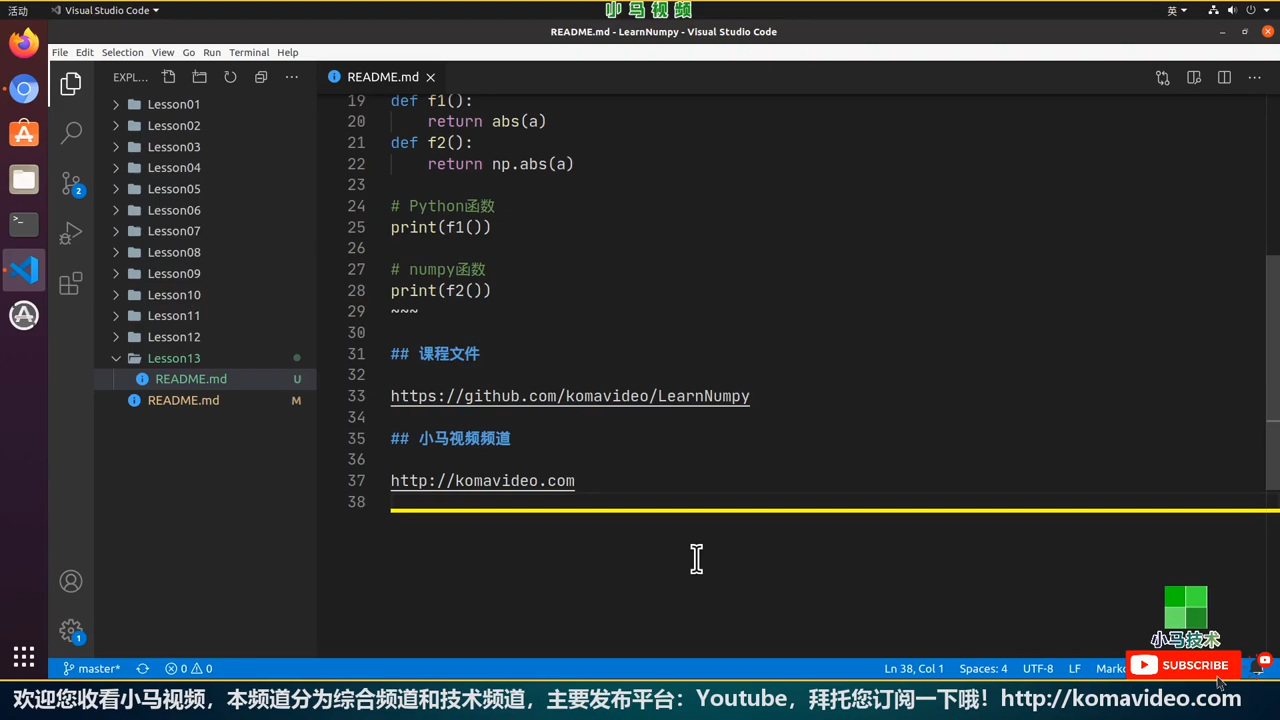 活动
Visual Studio Code
小马视频
英
README.md - LearnNumpy - Visual Studio Code
File Edit Selection View Go Run Terminal Help
EXPL...
README.md
Lesson01
Lesson02
Lesson03
Lesson04
Lesson05
Lesson06
Lesson07
Lesson08
Lesson09
Lesson10
Lesson11
Lesson12
Lesson13
README.md U
README.md M
2
1
19 def f1():
20 return abs(a)
21 def f2():
22 return np.abs(a)
23
24 # Python函数
25 print(f1())
26
27 # numpy函数
28 print(f2())
29 ~~~
30
31 ## 课程文件
32
33 https://github.com/komavideo/LearnNumpy
34
35 ## 小马视频频道
36
37 http://komavideo.com
38
小马技术
SUBSCRIBE
master* 0 0 Ln 38, Col 1 Spaces: 4 UTF-8 LF
欢迎您收看小马视频，本频道分为综合频道和技术频道，主要发布平台：Youtube，拜托您订阅一下哦！http://komavideo.com